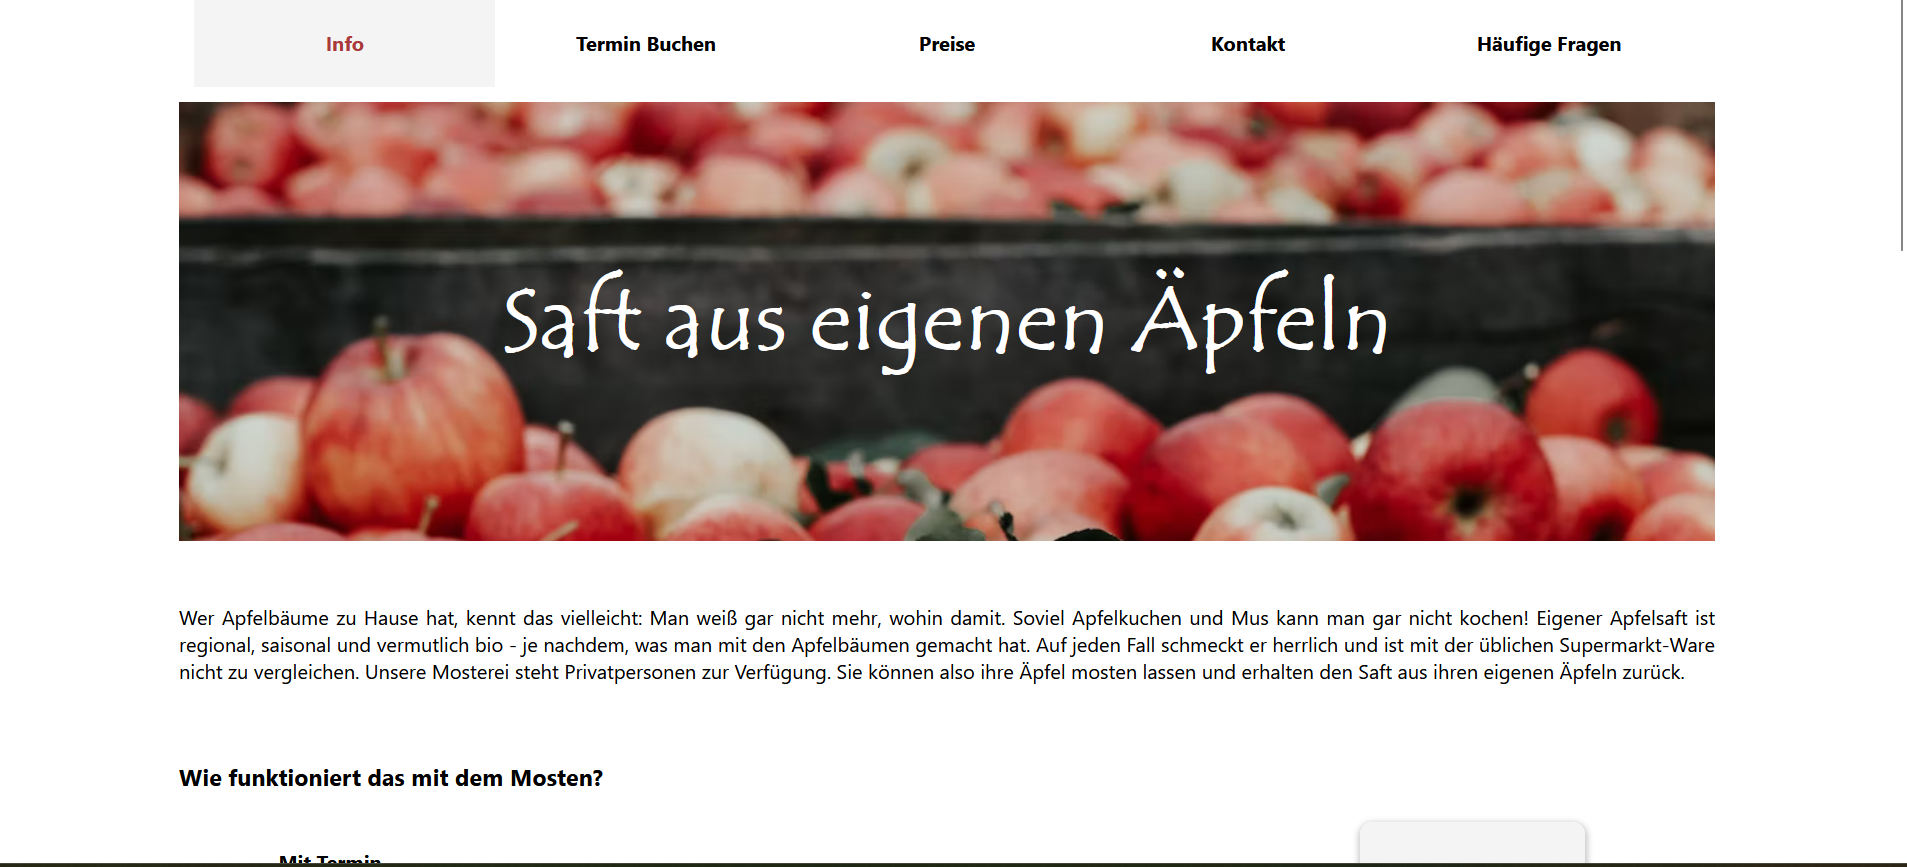 Info
Termin Buchen
Preise
Kontakt
Häufige Fragen
Saft aus eigenen Äpfeln
Wer Apfelbäume zu Hause hat, kennt das vielleicht: Man weiß gar nicht mehr, wohin damit. Soviel Apfelkuchen und Mus kann man gar nicht kochen! Eigener Apfelsaft ist
regional, saisonal und vermutlich bio - je nachdem, was man mit den Apfelbäumen gemacht hat. Auf jeden Fall schmeckt er herrlich und ist mit der üblichen Supermarkt-Ware
nicht zu vergleichen. Unsere Mosterei steht Privatpersonen zur Verfügung. Sie können also ihre Äpfel mosten lassen und erhalten den Saft aus ihren eigenen Äpfeln zurück.
Wie funktioniert das mit dem Mosten?
Mit Termin